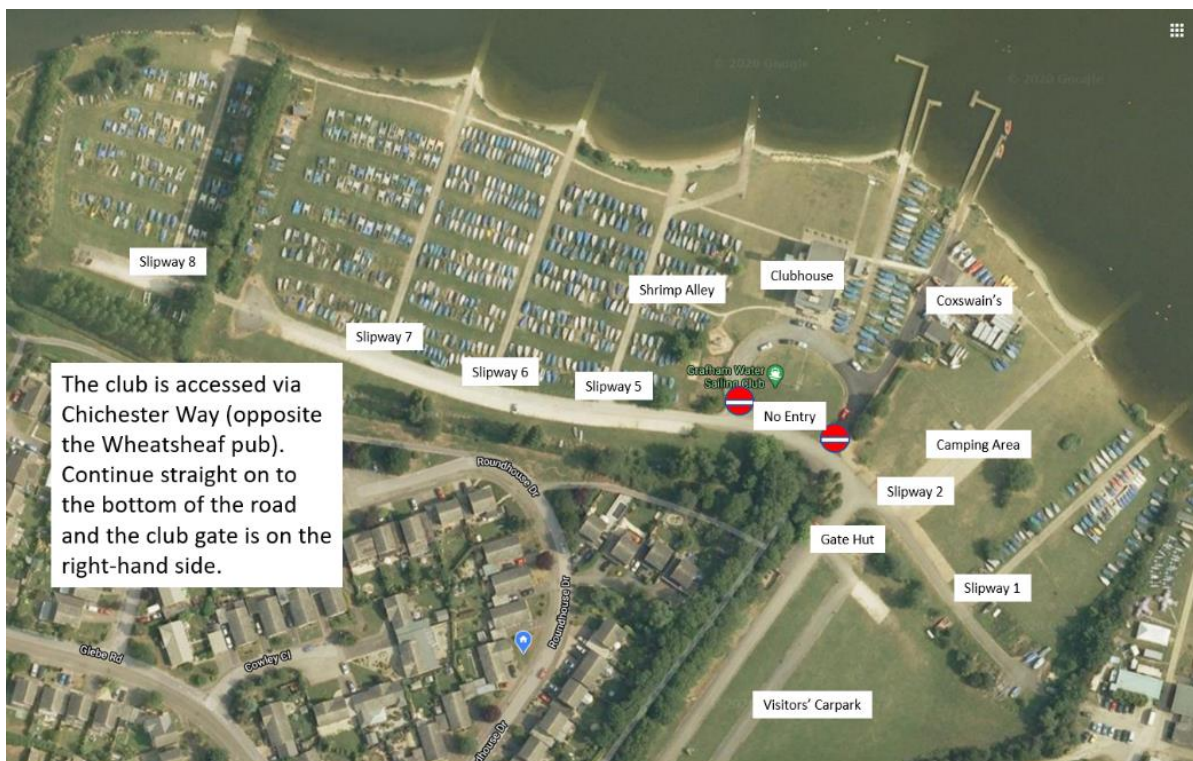 © 2020 Google
© 2020 Google
Slipway 8
Shrimp Alley
Clubhouse
Coxswain's
Slipway 7
Slipway 6
Slipway 5
Grafham Water
Sailing Club
No Entry
Camping Area
Slipway 2
Gate Hut
Slipway 1
Visitors' Carpark
The club is accessed via
Chichester Way (opposite
the Wheatsheaf pub).
Continue straight on to
the bottom of the road
and the club gate is on the
right-hand side.
Roundhouse Dr
Roundhouse Dr
Glebe Rd
Cowley Cl
Roundhouse Dr